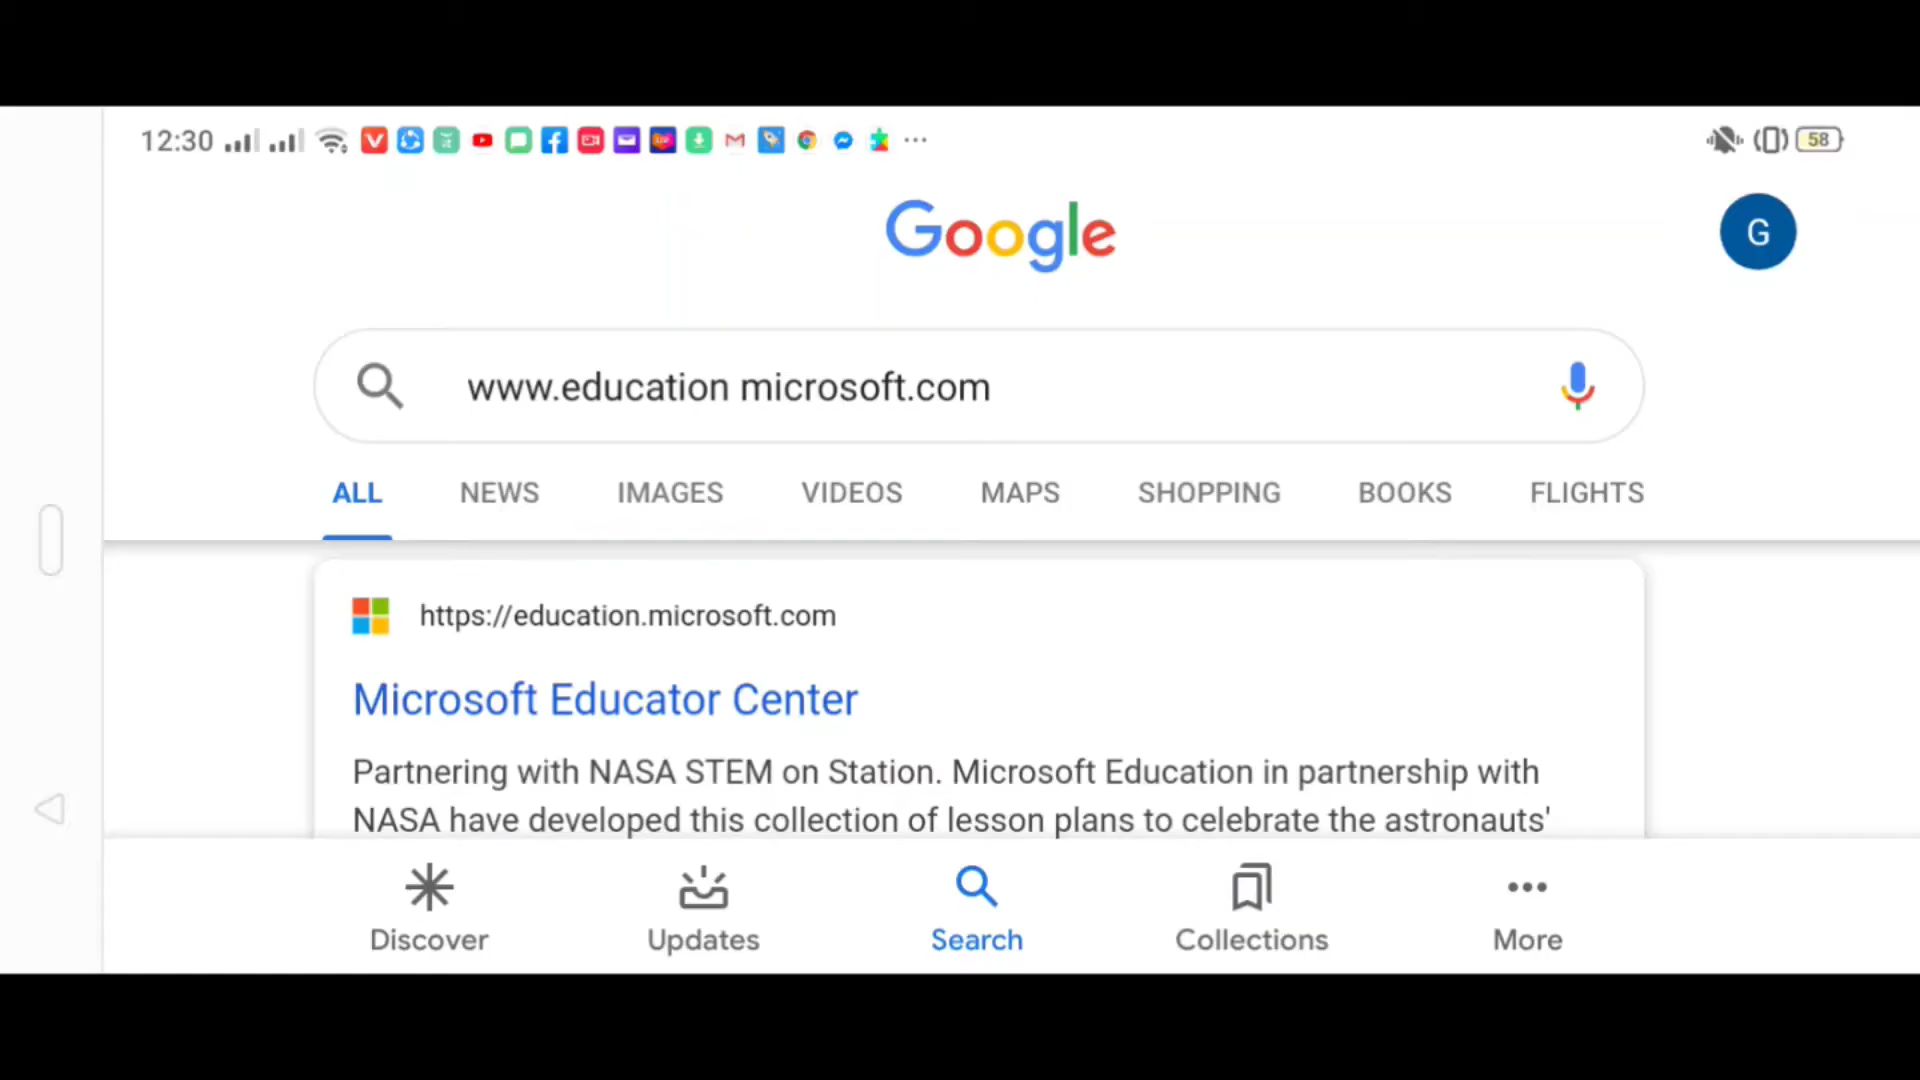 12:30
58
Google
G
www.education microsoft.com
ALL NEWS IMAGES VIDEOS MAPS SHOPPING BOOKS FLIGHTS
https://education.microsoft.com
Microsoft Educator Center
Partnering with NASA STEM on Station. Microsoft Education in partnership with
NASA have developed this collection of lesson plans to celebrate the astronauts'
Discover Updates Search Collections More